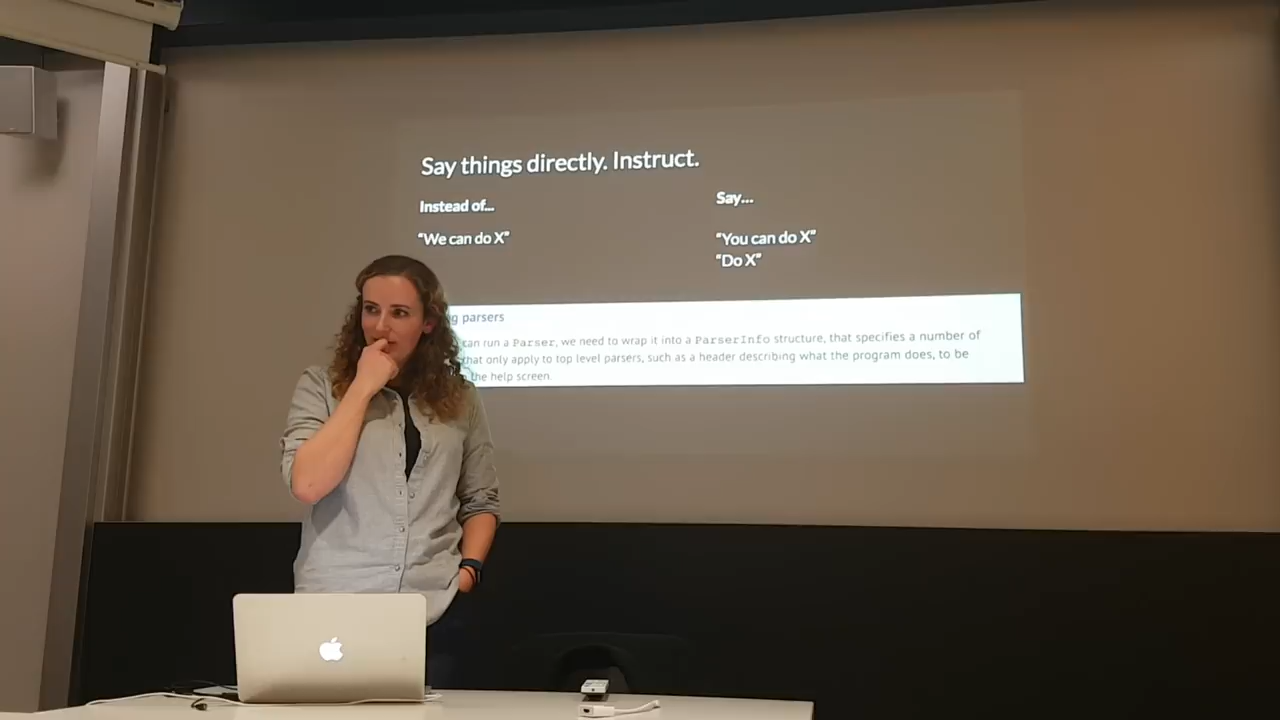 Say things directly. Instruct.
Instead of...
Say...
“We can do X”
“You can do X”
“Do X”
parsers
can run a Parser, we need to wrap it into a ParserInfo structure, that specifies a number of
that only apply to top level parsers, such as a header describing what the program does, to be
the help screen.